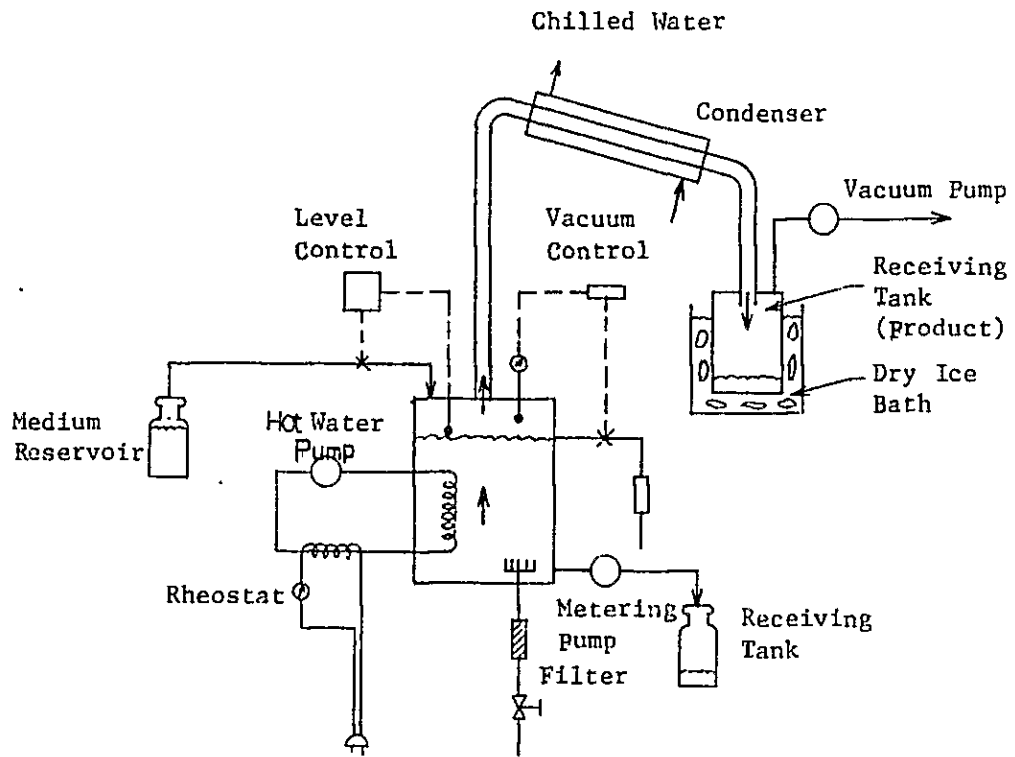 Chilled Water
Condenser
Vacuum Pump
Level
Control
Vacuum
Control
Receiving
Tank
(product)
Dry Ice
Bath
Medium
Reservoir
Hot Water
Pump
Rheostat
Metering
Pump
Filter
Receiving
Tank